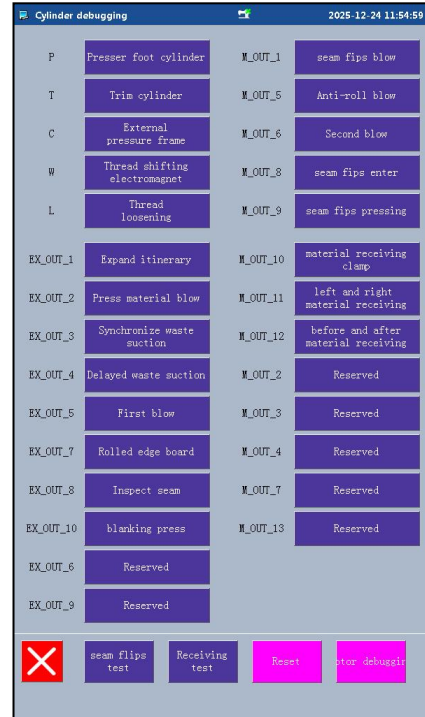 Cylinder debugging
2025-12-24 11:54:59
P
Presser foot cylinder
M_OUT_1
seam fips blow
T
Trim cylinder
M_OUT_5
Anti-roll blow
C
External
pressure frame
M_OUT_6
Second blow
W
Thread shifting
electromagnet
M_OUT_8
seam fips enter
L
Thread
loosening
M_OUT_9
seam fips pressing
EX_OUT_1
Expand itinerary
M_OUT_10
material receiving
clamp
EX_OUT_2
Press material blow
M_OUT_11
left and right
material receiving
EX_OUT_3
Synchronize waste
suction
M_OUT_12
before and after
material receiving
EX_OUT_4
Delayed waste suction
M_OUT_2
Reserved
EX_OUT_5
First blow
M_OUT_3
Reserved
EX_OUT_7
Rolled edge board
M_OUT_4
Reserved
EX_OUT_8
Inspect seam
M_OUT_7
Reserved
EX_OUT_10
blanking press
M_OUT_13
Reserved
EX_OUT_6
Reserved
EX_OUT_9
Reserved
seam flips
test
Receiving
test
Reset
otor debuggin